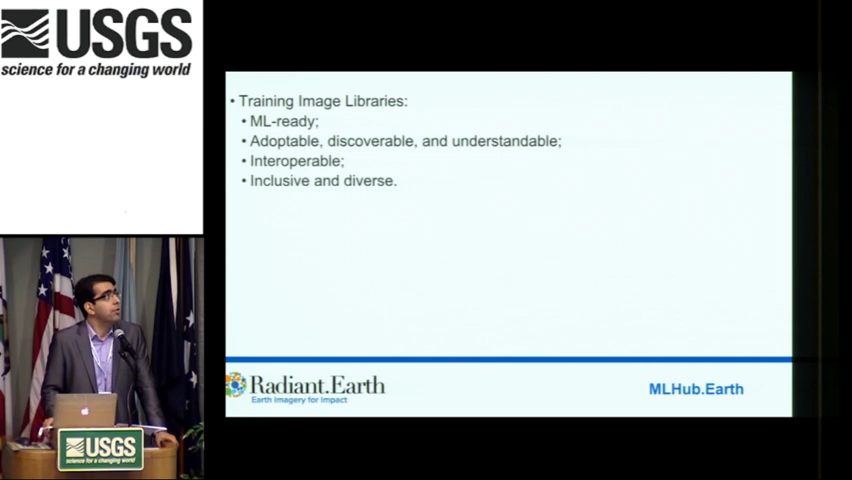 USGS
science for a changing world
• Training Image Libraries:
• ML-ready;
• Adoptable, discoverable, and understandable;
• Interoperable;
• Inclusive and diverse.
Radiant.Earth
Earth Imagery for Impact
MLHub.Earth
USGS
science for a changing world